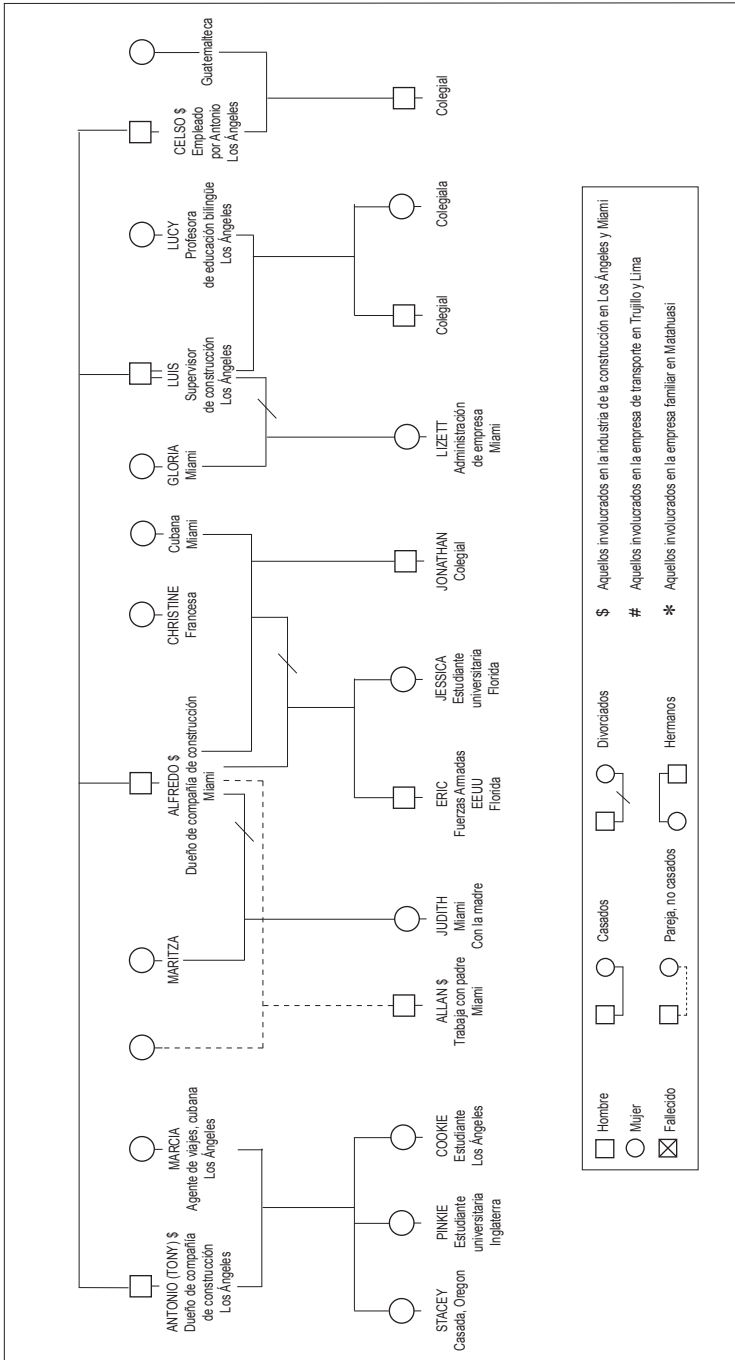 ANTONIO (TONY) $
Dueño de compañía
de construcción
Los Ángeles
MARCIA
Agente de viajes, cubana
Los Ángeles
MARITZA
ALFREDO $
Dueño de compañía de construcción
Miami
CHRISTINE
Francesa
Cubana
Miami
GLORIA
Miami
LUIS
Supervisor
de construcción
Los Ángeles
LUCY
Profesora
de educación bilingüe
Los Ángeles
CELSO $
Empleado
por Antonio
Los Ángeles
Guatemalteca
STACEY
Casada, Oregon
PINKIE
Estudiante
universitaria
Inglaterra
COOKIE
Estudiante
Los Ángeles
ALLAN $
Trabaja con padre
Miami
JUDITH
Miami
Con la madre
ERIC
Fuerzas Armadas
EEUU
Florida
JESSICA
Estudiante
universitaria
Florida
JONATHAN
Colegial
LIZETT
Administración
de empresa
Miami
Colegial
Colegiala
Colegial
Hombre
Mujer
Fallecido
Casados
Pareja, no casados
Divorciados
Hermanos
$ Aquellos involucrados en la industria de la construcción en Los Ángeles y Miami
# Aquellos involucrados en la empresa de transporte en Trujillo y Lima
* Aquellos involucrados en la empresa familiar en Matahuasi